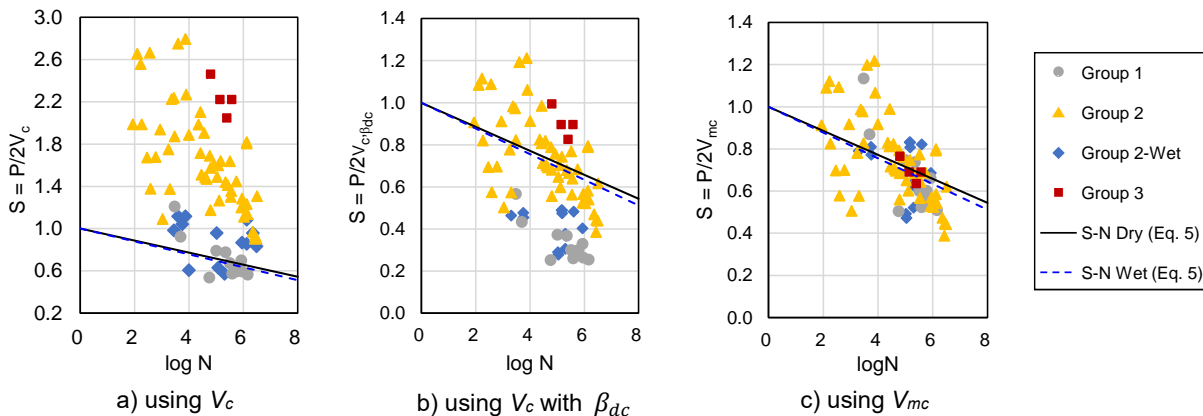 3.0
2.6
2.2
1.8
1.4
1.0
0.6
0.2
0 2 4 6 8
S = P/2V_c
log N
a) using V_c
1.4
1.2
1.0
0.8
0.6
0.4
0.2
0.0
0 2 4 6 8
S = P/2V_c,βdc
log N
b) using V_c with β_dc
1.4
1.2
1.0
0.8
0.6
0.4
0.2
0.0
0 2 4 6 8
S = P/2V_mc
logN
c) using V_mc
Group 1
Group 2
Group 2-Wet
Group 3
S-N Dry (Eq. 5)
S-N Wet (Eq. 5)